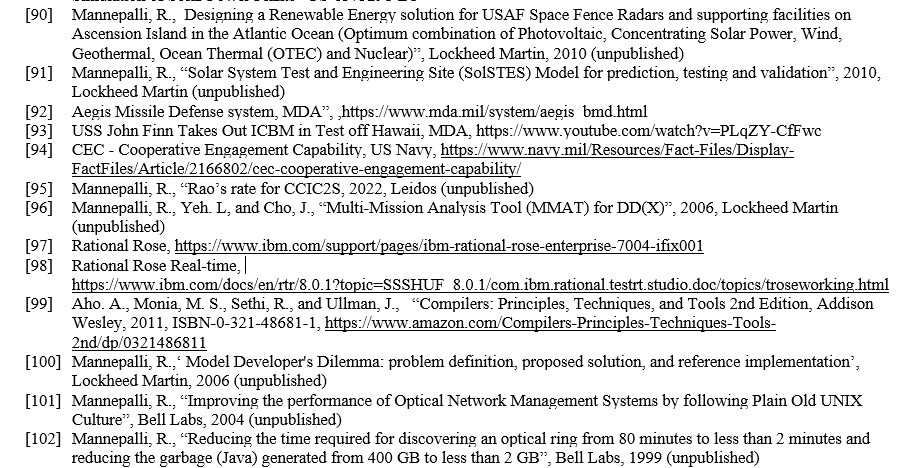 [90] Mannepalli, R., Designing a Renewable Energy solution for USAF Space Fence Radars and supporting facilities on
Ascension Island in the Atlantic Ocean (Optimum combination of Photovoltaic, Concentrating Solar Power, Wind,
Geothermal, Ocean Thermal (OTEC) and Nuclear)”, Lockheed Martin, 2010 (unpublished)
[91] Mannepalli, R., “Solar System Test and Engineering Site (SolSTES) Model for prediction, testing and validation”, 2010,
Lockheed Martin (unpublished)
[92] Aegis Missile Defense system, MDA”, ,https://www.mda.mil/system/aegis_bmd.html
[93] USS John Finn Takes Out ICBM in Test off Hawaii, MDA, https://www.youtube.com/watch?v=PLqZY-CfFwc
[94] CEC - Cooperative Engagement Capability, US Navy, https://www.navy.mil/Resources/Fact-Files/Display-
FactFiles/Article/2166802/cec-cooperative-engagement-capability/
[95] Mannepalli, R., “Rao’s rate for CCIC2S, 2022, Leidos (unpublished)
[96] Mannepalli, R., Yeh. L, and Cho, J., “Multi-Mission Analysis Tool (MMAT) for DD(X)”, 2006, Lockheed Martin
(unpublished)
[97] Rational Rose, https://www.ibm.com/support/pages/ibm-rational-rose-enterprise-7004-ifix001
[98] Rational Rose Real-time,
https://www.ibm.com/docs/en/rtr/8.0.1?topic=SSSHUF_8.0.1/com.ibm.rational.testrt.studio.doc/topics/troseworking.html
[99] Aho. A., Monia, M. S., Sethi, R., and Ullman, J., “Compilers: Principles, Techniques, and Tools 2nd Edition, Addison
Wesley, 2011, ISBN-0-321-48681-1, https://www.amazon.com/Compilers-Principles-Techniques-Tools-
2nd/dp/0321486811
[100] Mannepalli, R.,‘ Model Developer's Dilemma: problem definition, proposed solution, and reference implementation’,
Lockheed Martin, 2006 (unpublished)
[101] Mannepalli, R., “Improving the performance of Optical Network Management Systems by following Plain Old UNIX
Culture”, Bell Labs, 2004 (unpublished)
[102] Mannepalli, R., “Reducing the time required for discovering an optical ring from 80 minutes to less than 2 minutes and
reducing the garbage (Java) generated from 400 GB to less than 2 GB”, Bell Labs, 1999 (unpublished)